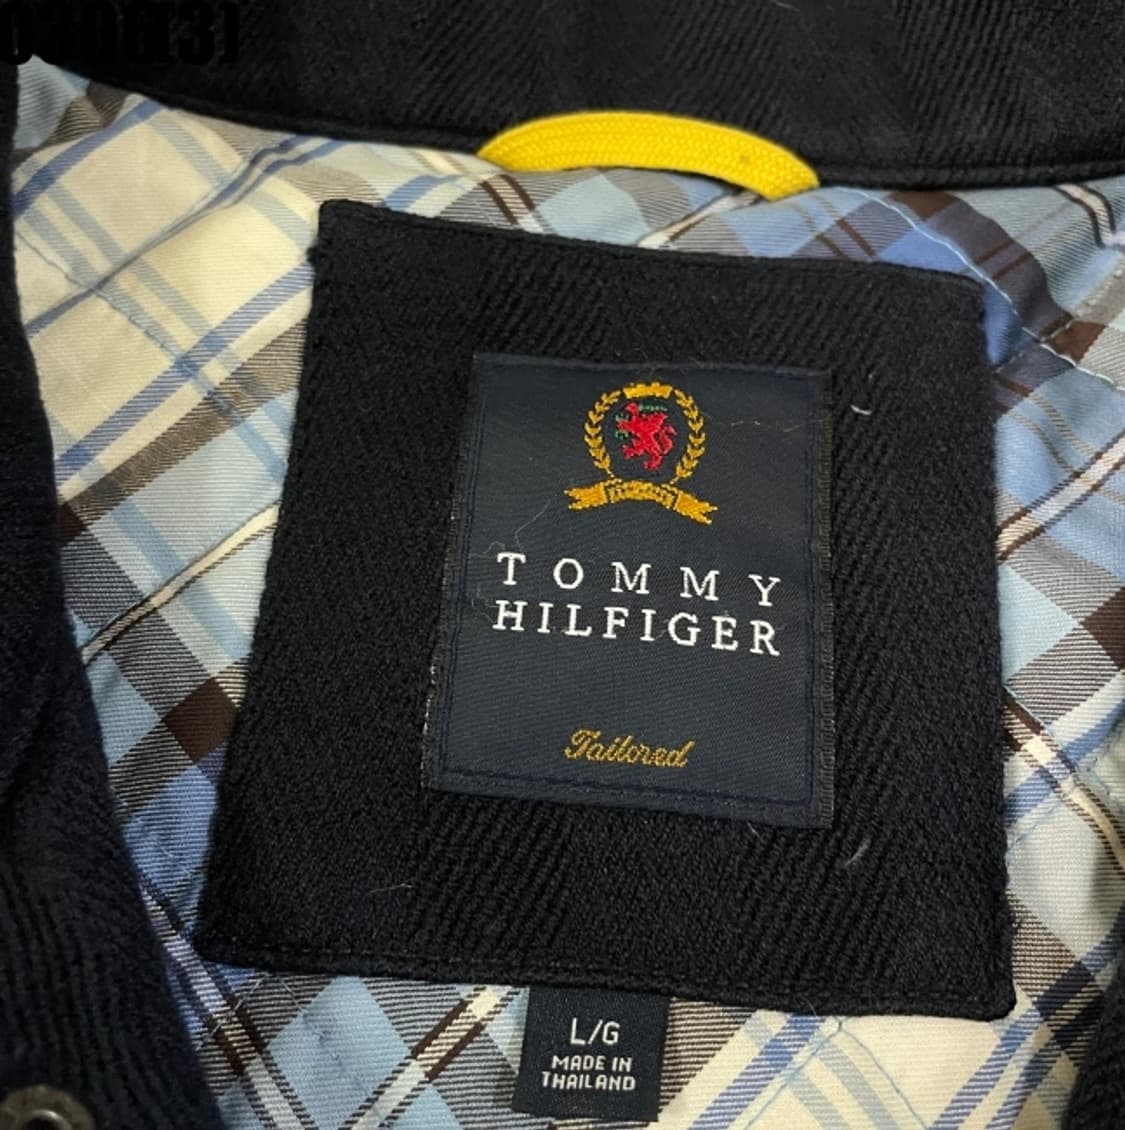 TOMMY
HILFIGER
Tailored
L/G
MADE IN
THAILAND